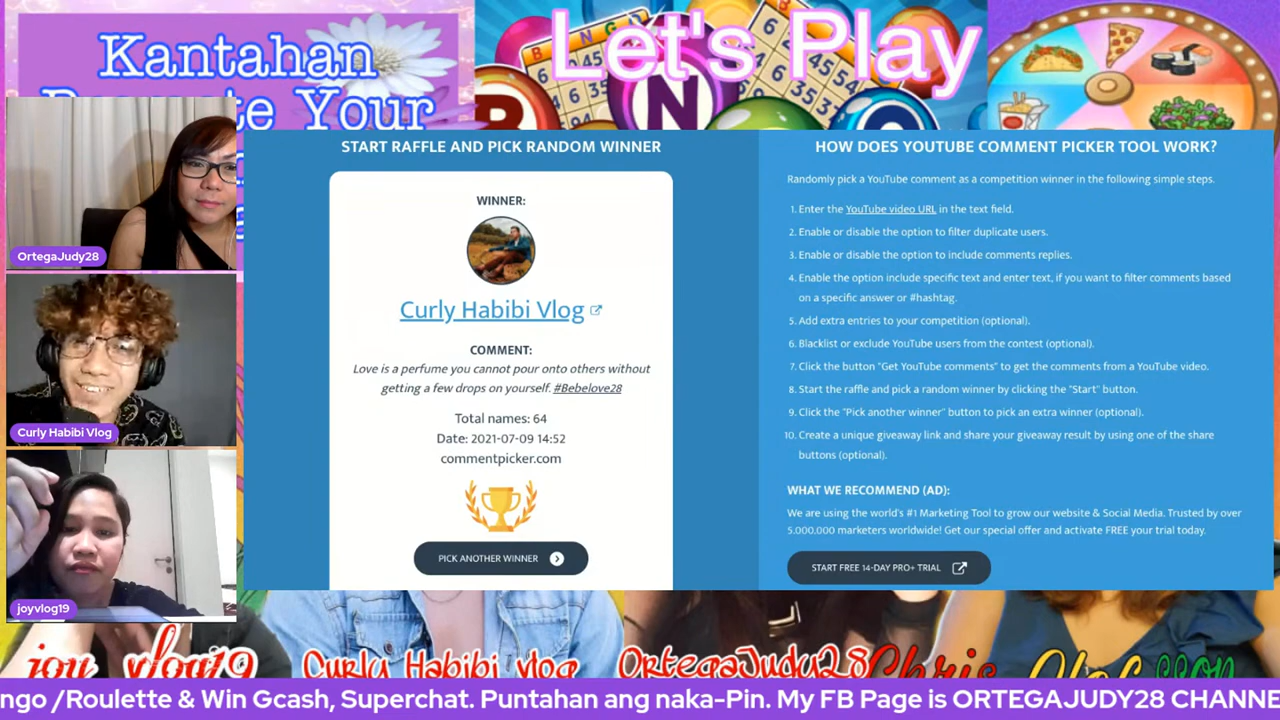 Kantahan
Let's Play
te Your
B
N
START RAFFLE AND PICK RANDOM WINNER
WINNER:
Curly Habibi Vlog
COMMENT:
Love is a perfume you cannot pour onto others without
getting a few drops on yourself. #Bebelove28
Total names: 64
Date: 2021-07-09 14:52
commentpicker.com
PICK ANOTHER WINNER
HOW DOES YOUTUBE COMMENT PICKER TOOL WORK?
Randomly pick a YouTube comment as a competition winner in the following simple steps.
1. Enter the YouTube video URL in the text field.
2. Enable or disable the option to filter duplicate users.
3. Enable or disable the option to include comments replies.
4. Enable the option include specific text and enter text, if you want to filter comments based
on a specific answer or #hashtag.
5. Add extra entries to your competition (optional).
6. Blacklist or exclude YouTube users from the contest (optional).
7. Click the button "Get YouTube comments" to get the comments from a YouTube video.
8. Start the raffle and pick a random winner by clicking the "Start" button.
9. Click the "Pick another winner" button to pick an extra winner (optional).
10. Create a unique giveaway link and share your giveaway result by using one of the share
buttons (optional).
WHAT WE RECOMMEND (AD):
We are using the world's #1 Marketing Tool to grow our website & Social Media. Trusted by over
5.000.000 marketers worldwide! Get our special offer and activate FREE your trial today.
START FREE 14-DAY PRO+ TRIAL
OrtegaJudy28
Curly Habibi Vlog
joyvlog19
joy vlog19
Curly Habibi vlog
OrtegaJudy28
Chris
ngo /Roulette & Win Gcash, Superchat. Puntahan ang naka-Pin. My FB Page is ORTEGAJUDY28 CHANNE